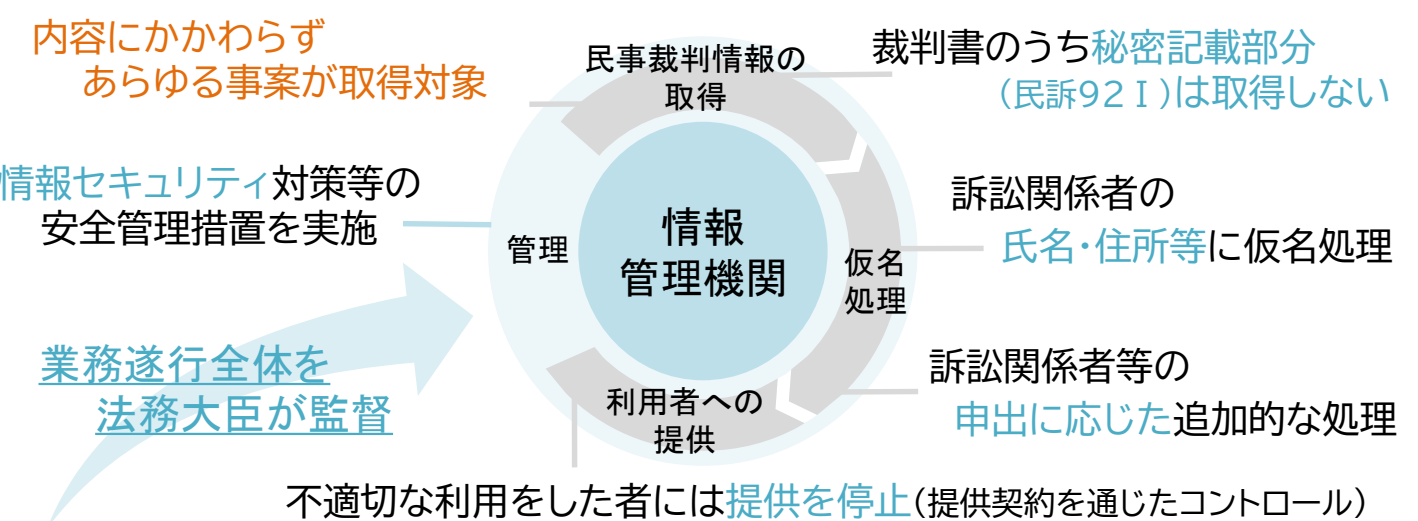 内容にかかわらず
あらゆる事案が取得対象
民事裁判情報の
取得
裁判書のうち秘密記載部分
(民訴92Ⅰ)は取得しない
情報セキュリティ対策等の
安全管理措置を実施
管理
情報
管理機関
仮名
処理
訴訟関係者の
氏名・住所等に仮名処理
業務遂行全体を
法務大臣が監督
利用者への
提供
訴訟関係者等の
申出に応じた追加的な処理
不適切な利用をした者には提供を停止(提供契約を通じたコントロール)